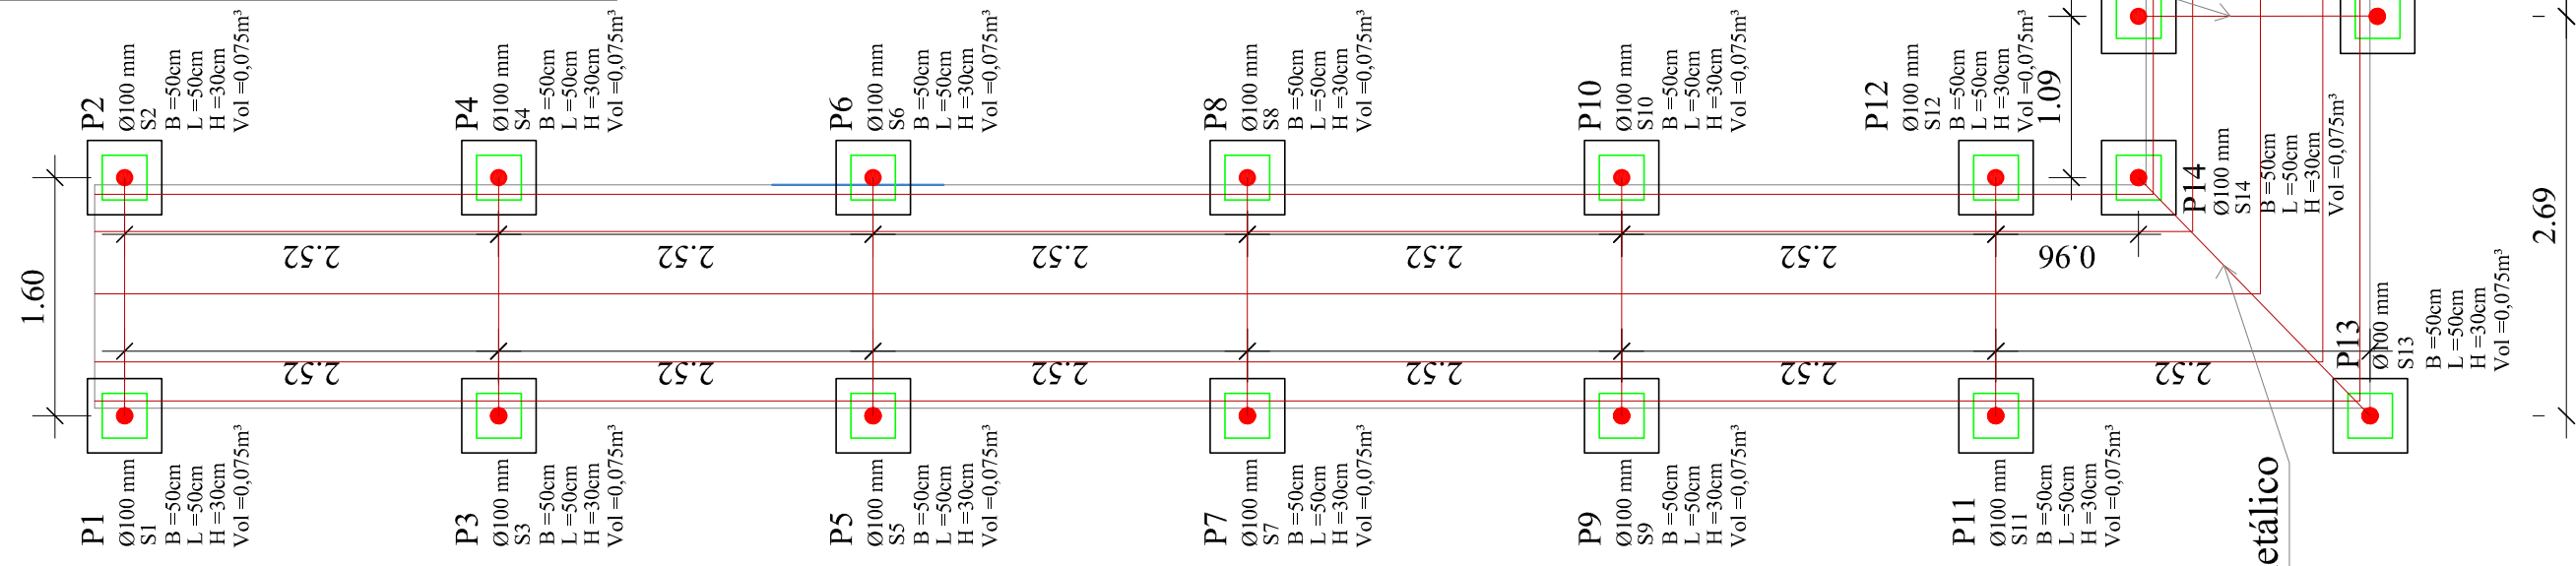 P2
Ø100 mm
S2
B =50cm
L =50cm
H =30cm
Vol =0,075m³
P4
Ø100 mm
S4
B =50cm
L =50cm
H =30cm
Vol =0,075m³
P6
Ø100 mm
S6
B =50cm
L =50cm
H =30cm
Vol =0,075m³
P8
Ø100 mm
S8
B =50cm
L =50cm
H =30cm
Vol =0,075m³
P10
Ø100 mm
S10
B =50cm
L =50cm
H =30cm
Vol =0,075m³
P12
Ø100 mm
S12
B =50cm
L =50cm
H =30cm
Vol =0,075m³
1.09
P14
Ø100 mm
S14
B =50cm
L =50cm
H =30cm
Vol =0,075m³
1.60
2.52
2.52
2.52
2.52
2.52
0.96
2.69
2.52
2.52
2.52
2.52
2.52
2.52
P13
Ø100 mm
S13
B =50cm
L =50cm
H =30cm
Vol =0,075m³
P1
Ø100 mm
S1
B =50cm
L =50cm
H =30cm
Vol =0,075m³
P3
Ø100 mm
S3
B =50cm
L =50cm
H =30cm
Vol =0,075m³
P5
Ø100 mm
S5
B =50cm
L =50cm
H =30cm
Vol =0,075m³
P7
Ø100 mm
S7
B =50cm
L =50cm
H =30cm
Vol =0,075m³
P9
Ø100 mm
S9
B =50cm
L =50cm
H =30cm
Vol =0,075m³
P11
Ø100 mm
S11
B =50cm
L =50cm
H =30cm
Vol =0,075m³
etálico